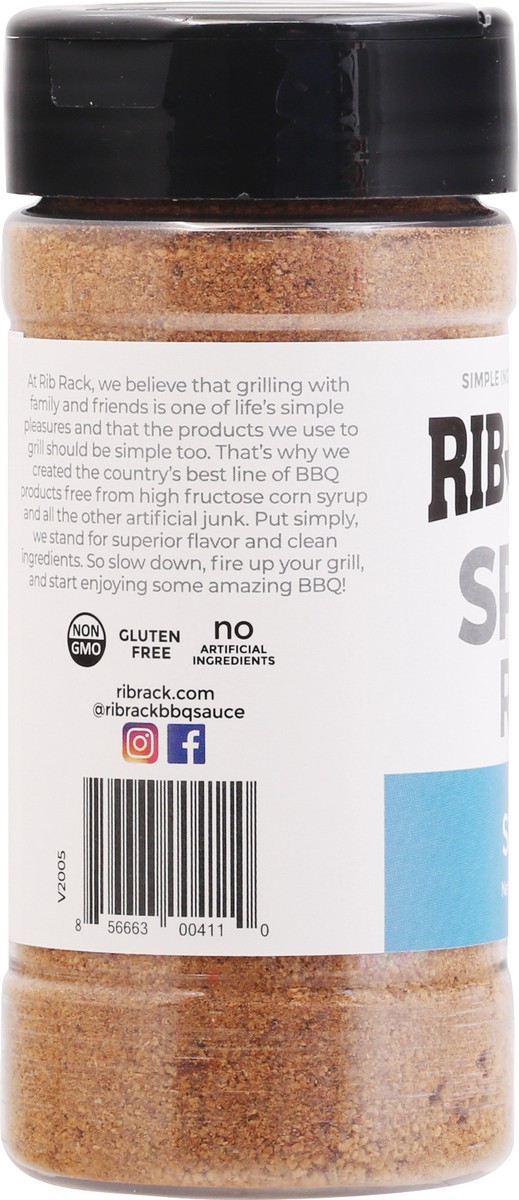 At Rib Rack, we believe that grilling with
family and friends is one of life's simple
pleasures and that the products we use to
grill should be simple too. That's why we
created the country's best line of BBQ
products free from high fructose corn syrup
and all the other artificial junk. Put simply,
we stand for superior flavor and clean
ingredients. So slow down, fire up your grill,
and start enjoying some amazing BBQ!
NON
GMO
GLUTEN
FREE
no
ARTIFICIAL
INGREDIENTS
ribrack.com
@ribrackbbqsauce
V2005
8 56663 00411 0
SIMPLE
RIB